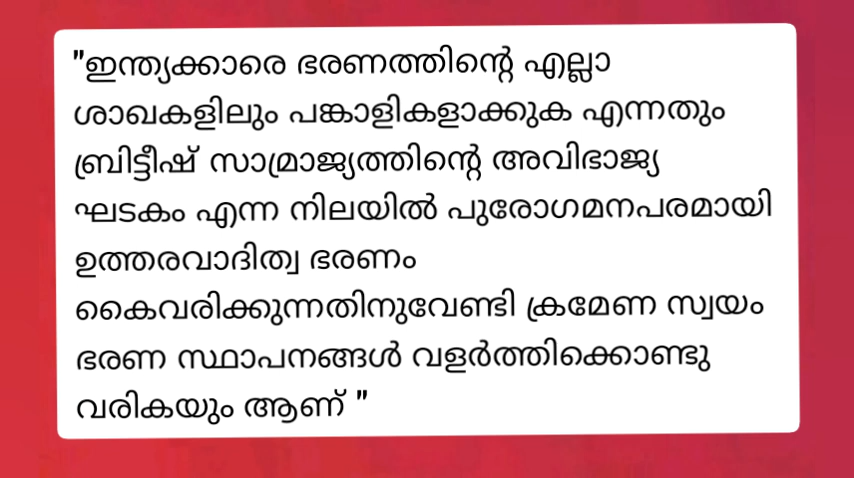 "ഇന്ത്യക്കാരെ ഭരണത്തിന്റെ എല്ലാ
ശാഖകളിലും പങ്കാളികളാക്കുക എന്നതും
ബ്രിട്ടീഷ് സാമ്രാജ്യത്തിന്റെ അവിഭാജ്യ
ഘടകം എന്ന നിലയിൽ പുരോഗമനപരമായി
ഉത്തരവാദിത്വ ഭരണം
കൈവരിക്കുന്നതിനുവേണ്ടി ക്രമേണ സ്വയം
ഭരണ സ്ഥാപനങ്ങൾ വളർത്തിക്കൊണ്ടു
വരികയും ആണ് "